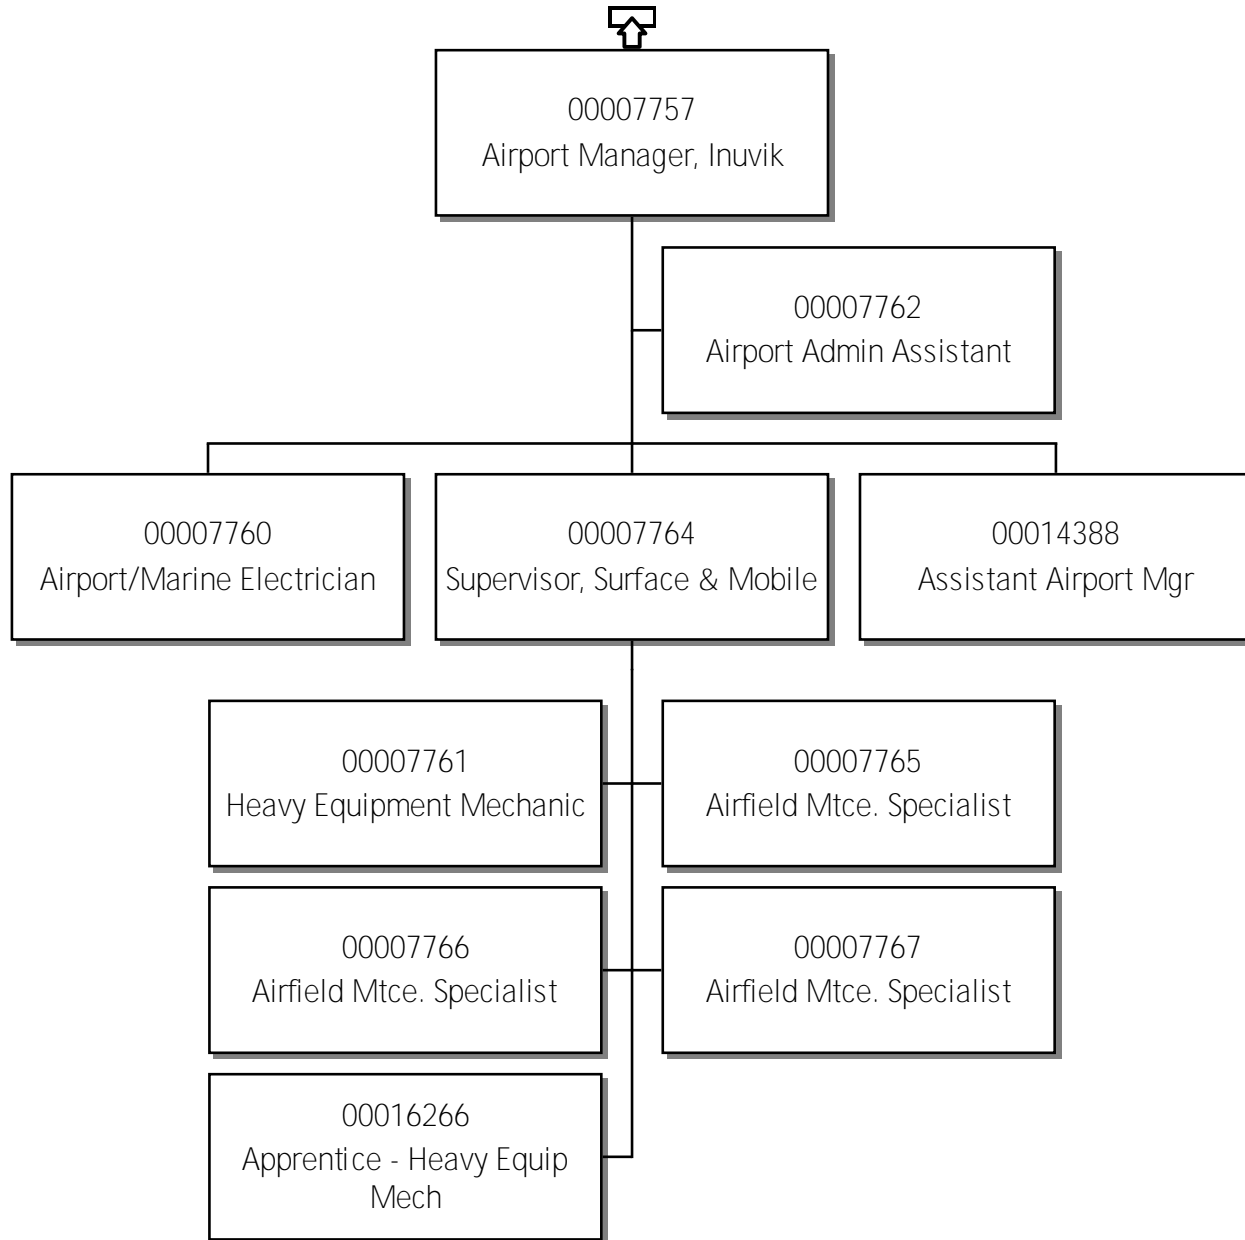 00007757
Airport Manager, Inuvik
00007762
Airport Admin Assistant
00007760
Airport/Marine Electrician
00007764
Supervisor, Surface & Mobile
00014388
Assistant Airport Mgr
00007761
Heavy Equipment Mechanic
00007765
Airfield Mtce. Specialist
00007766
Airfield Mtce. Specialist
00007767
Airfield Mtce. Specialist
00016266
Apprentice - Heavy Equip
Mech